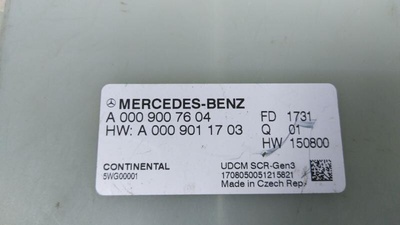 MERCEDES-BENZ
A 000 900 76 04 FD 1731
HW: A 000 901 17 03 Q 01
HW 150800
CONTINENTAL UDCM SCR-Gen3
5WG00001 1708050051215821
Made in Czech Rep.